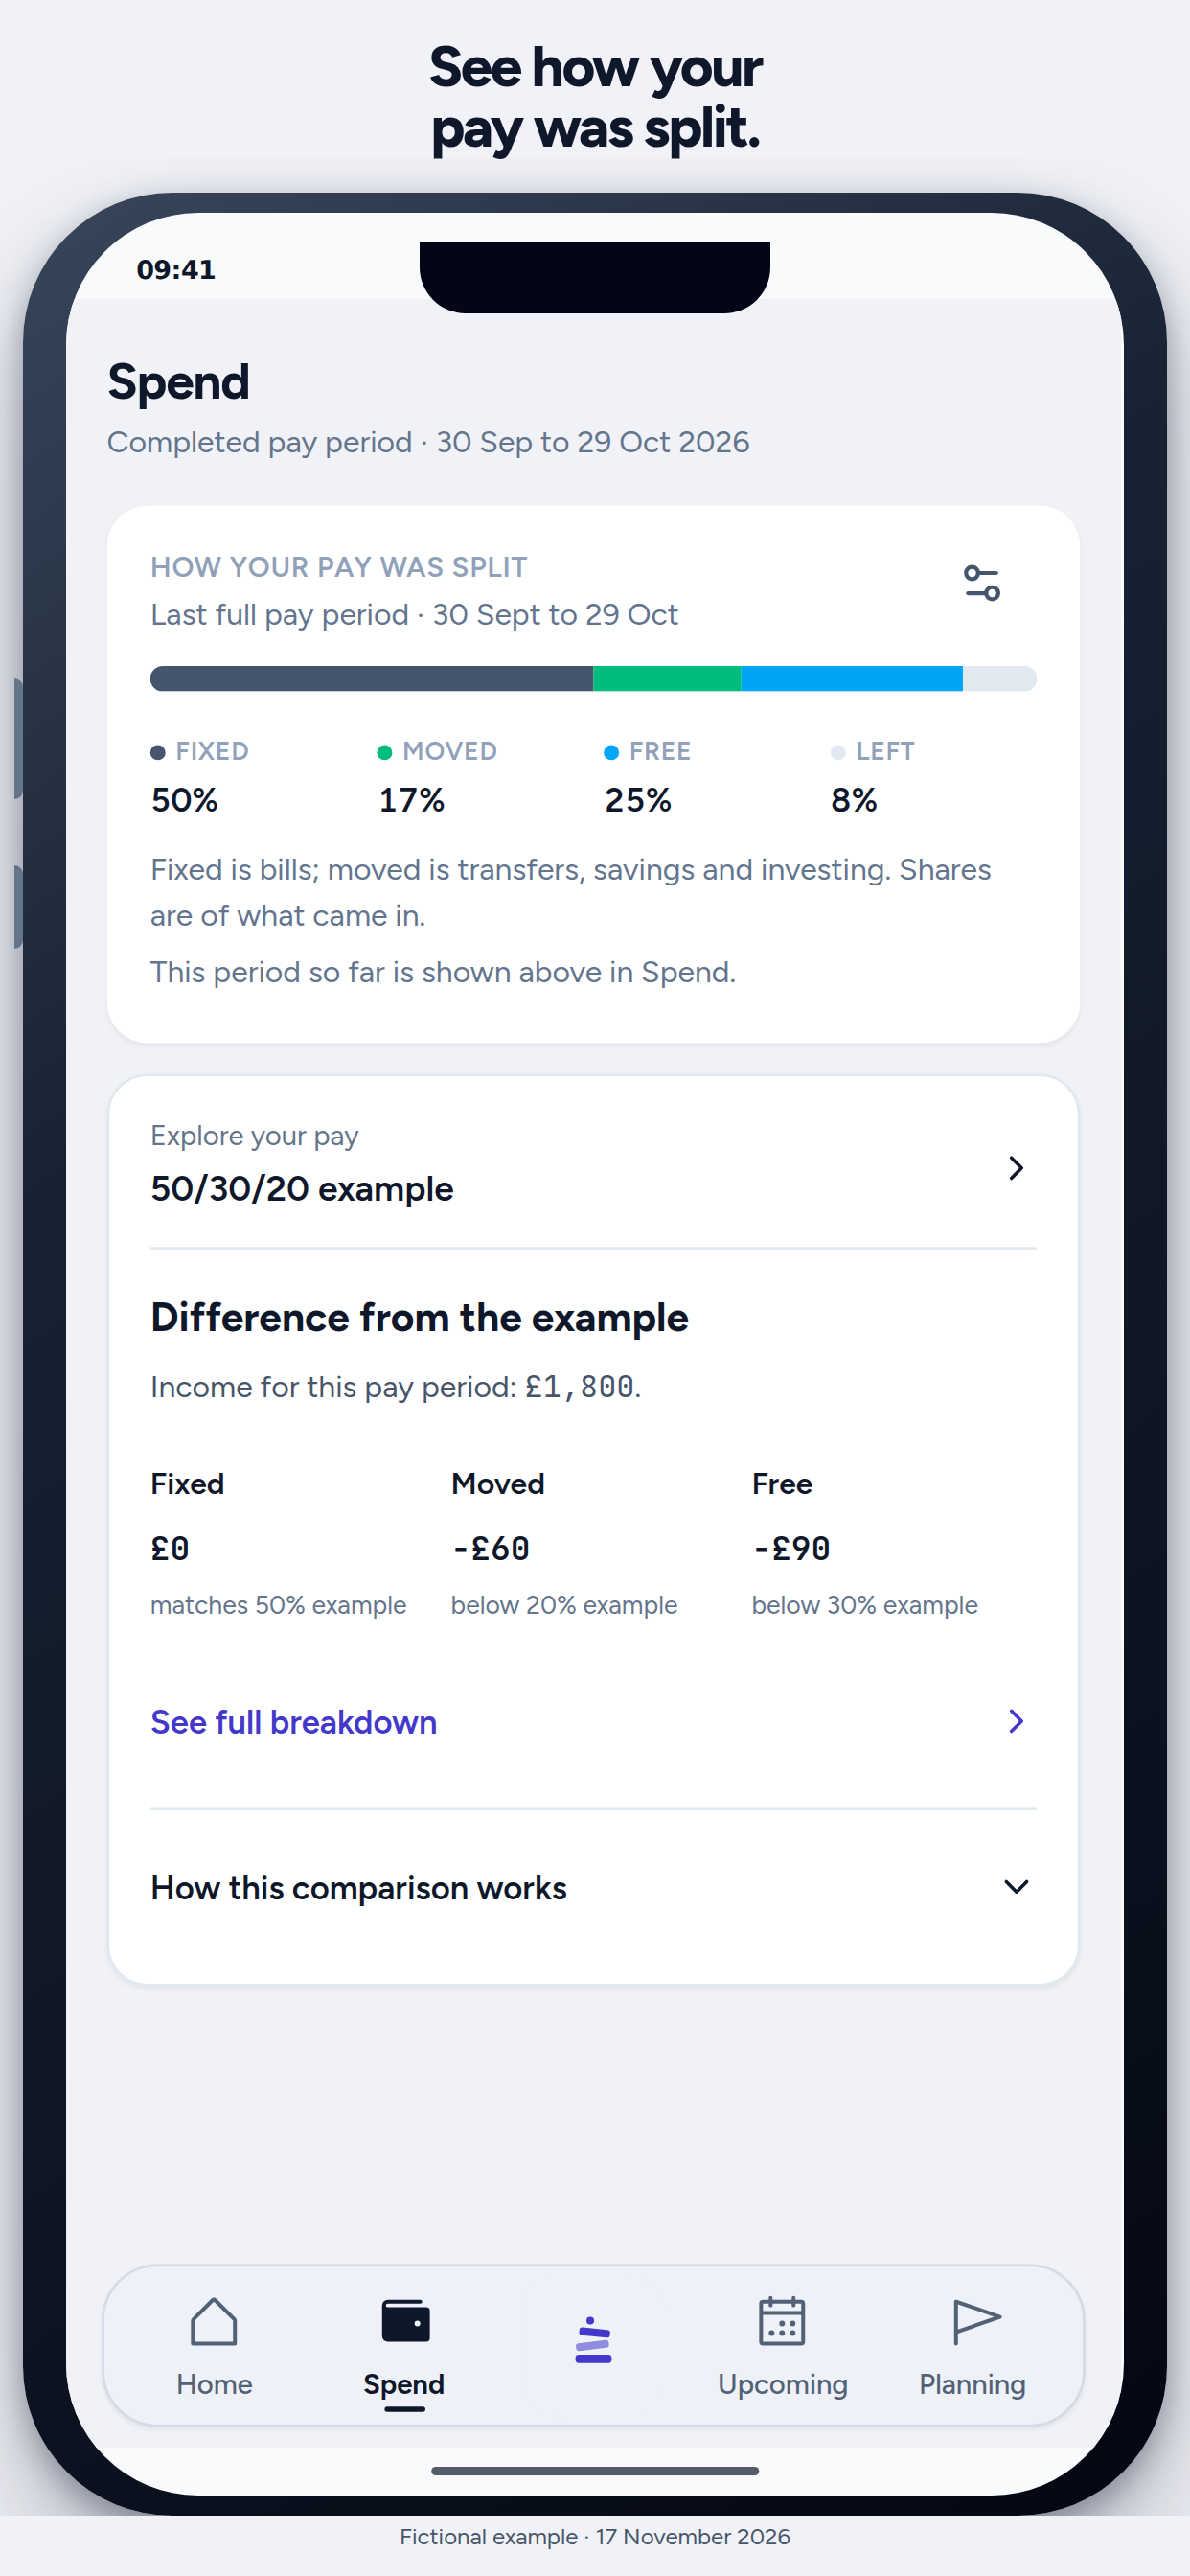 See how your
pay was split.
09:41
Spend
Completed pay period · 30 Sep to 29 Oct 2026
HOW YOUR PAY WAS SPLIT
Last full pay period · 30 Sept to 29 Oct
FIXED MOVED FREE LEFT
50% 17% 25% 8%
Fixed is bills; moved is transfers, savings and investing. Shares
are of what came in.
This period so far is shown above in Spend.
Explore your pay
50/30/20 example
Difference from the example
Income for this pay period: £1,800.
Fixed Moved Free
£0 -£60 -£90
matches 50% example below 20% example below 30% example
See full breakdown
How this comparison works
Home Spend Upcoming Planning
Fictional example · 17 November 2026